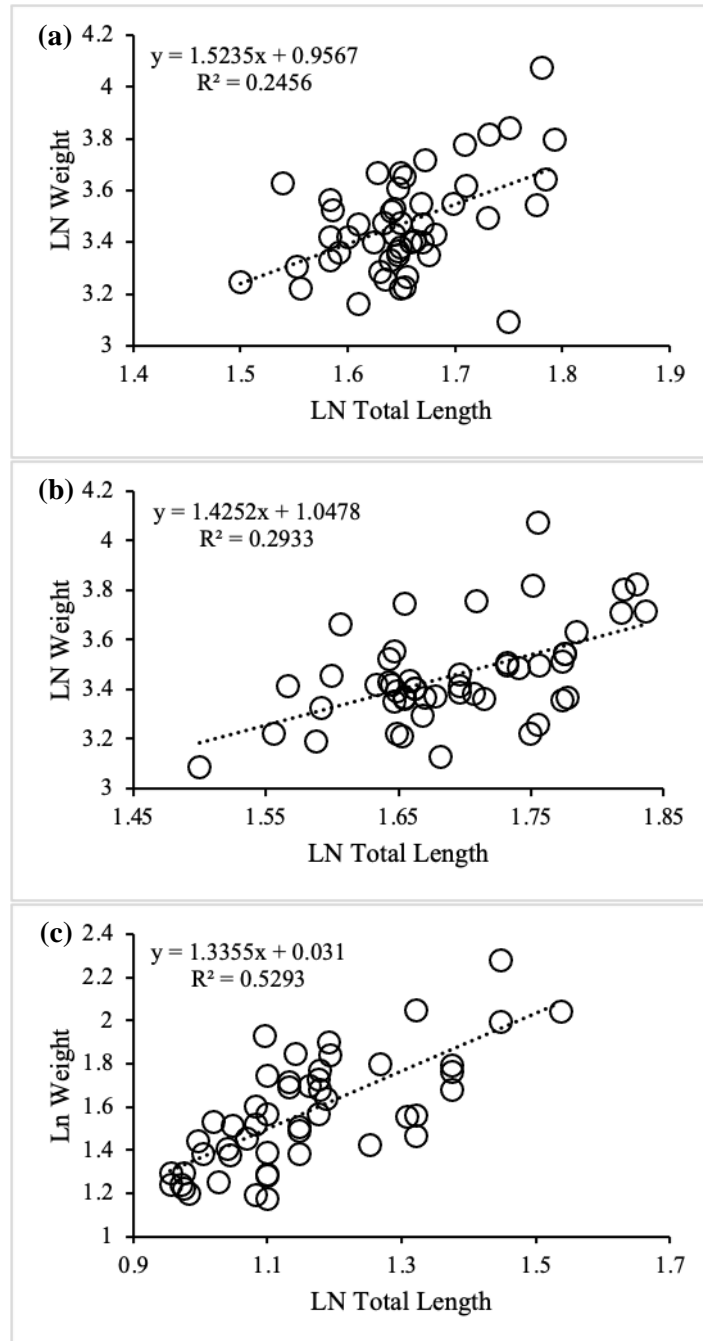 (a)
y = 1.5235x + 0.9567
R² = 0.2456
LN Weight
4.2
4
3.8
3.6
3.4
3.2
3
1.4 1.5 1.6 1.7 1.8 1.9
LN Total Length
(b)
y = 1.4252x + 1.0478
R² = 0.2933
LN Weight
4.2
4
3.8
3.6
3.4
3.2
3
1.45 1.55 1.65 1.75 1.85
LN Total Length
(c)
y = 1.3355x + 0.031
R² = 0.5293
Ln Weight
2.4
2.2
2
1.8
1.6
1.4
1.2
1
0.9 1.1 1.3 1.5 1.7
LN Total Length